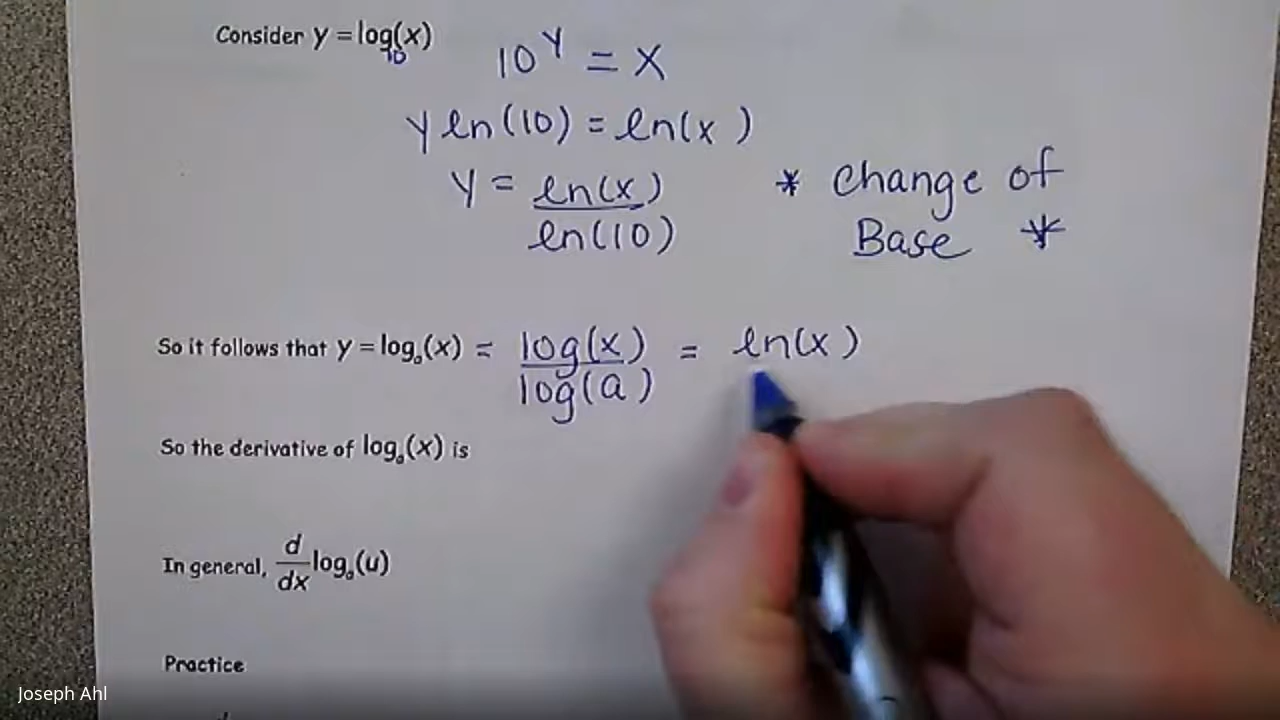 Consider y = log₁₀(x) 10^y = x
y ln(10) = ln(x)
y = ln(x)/ln(10) * Change of
Base *
So it follows that y = logₐ(x) = log(x)/log(a) = ln(x)
So the derivative of logₐ(x) is
In general, d/dx logₐ(u)
Practice
Joseph Ahl